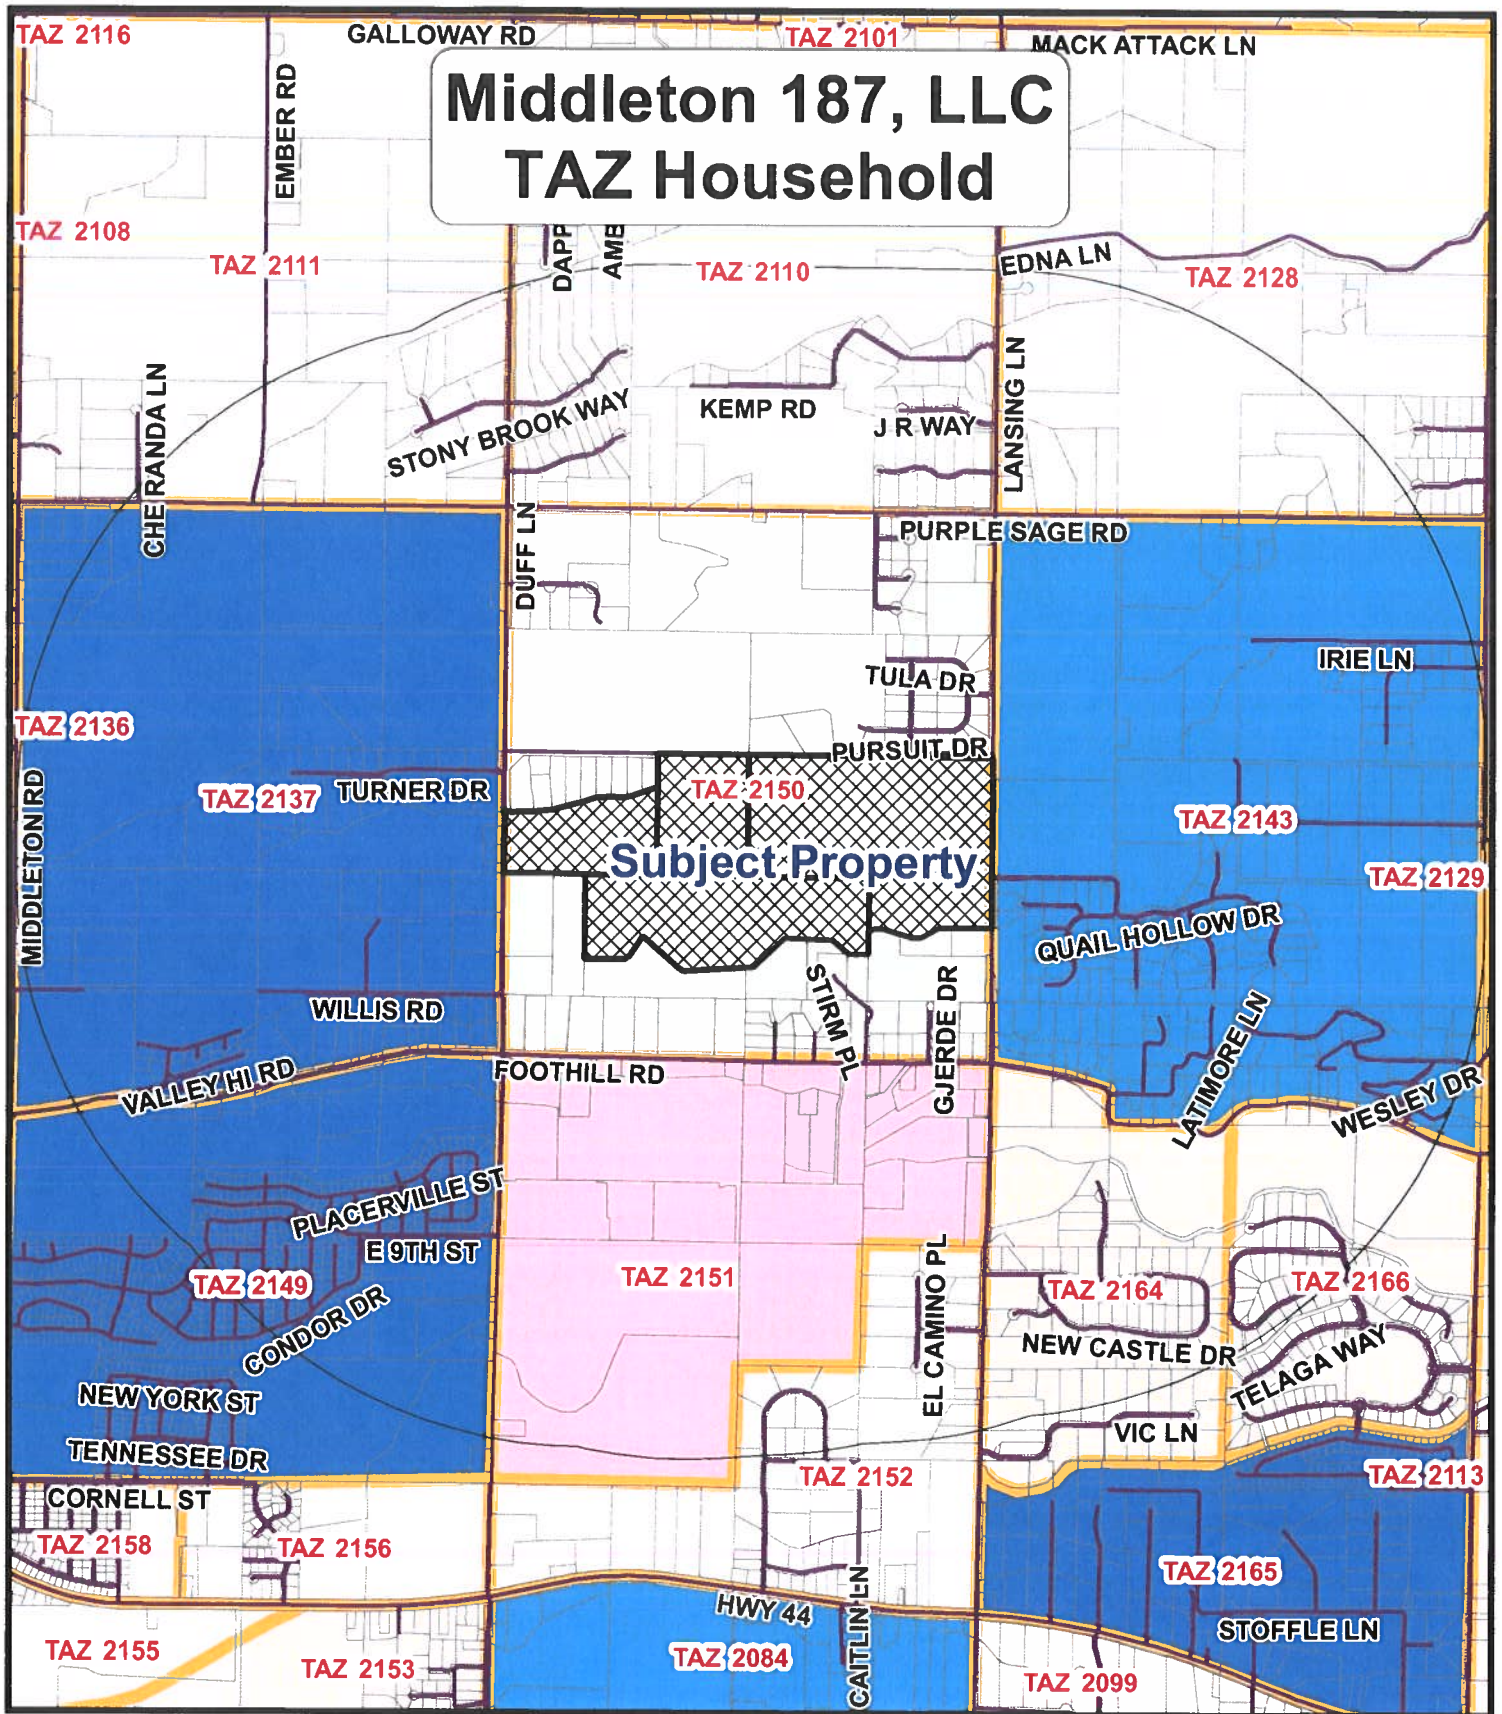 TAZ 2116
GALLOWAY RD
TAZ 2101
MACK ATTACK LN
Middleton 187, LLC
TAZ Household
EMBER RD
TAZ 2108
TAZ 2111
DAPP
AMB
TAZ 2110
EDNA LN
TAZ 2128
CHERANDA LN
STONY BROOK WAY
KEMP RD
J R WAY
LANSING LN
DUFF LN
PURPLE SAGE RD
IRIE LN
TULA DR
TAZ 2136
PURSUIT DR
MIDDLETON RD
TAZ 2137
TURNER DR
TAZ 2150
TAZ 2143
Subject Property
TAZ 2129
QUAIL HOLLOW DR
WILLIS RD
STIRM PL
GJERDE DR
LATIMORE LN
VALLEY HI RD
FOOTHILL RD
WESLEY DR
PLACERVILLE ST
E 9TH ST
TAZ 2149
TAZ 2151
EL CAMINO PL
TAZ 2164
TAZ 2166
CONDOR DR
NEW CASTLE DR
TELAGA WAY
NEW YORK ST
VIC LN
TENNESSEE DR
TAZ 2152
TAZ 2113
CORNELL ST
TAZ 2158
TAZ 2156
TAZ 2165
HWY 44
CAITLIN LN
STOFFLE LN
TAZ 2155
TAZ 2153
TAZ 2084
TAZ 2099